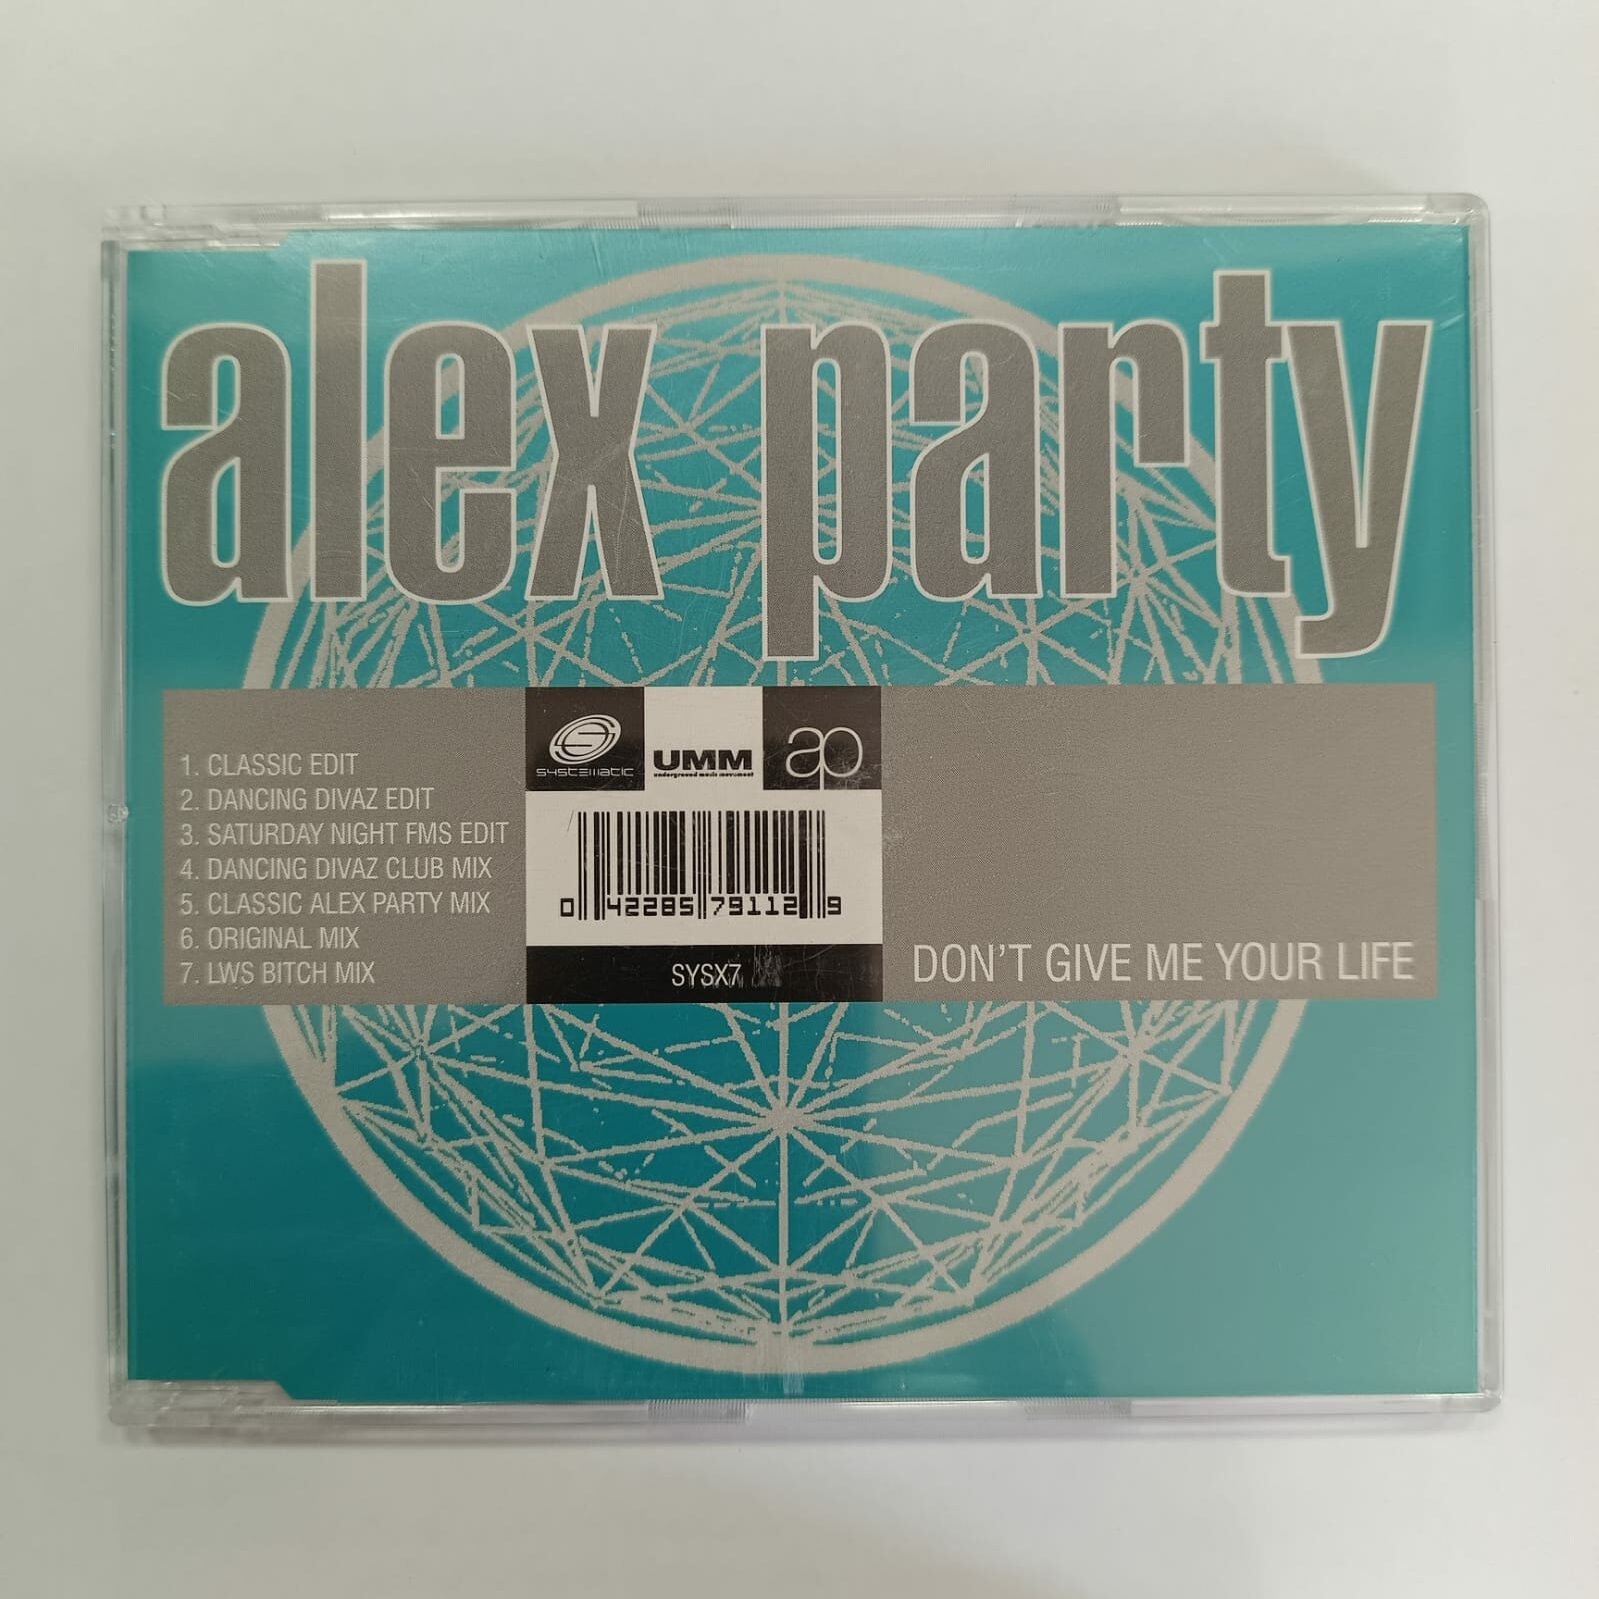 alex party
1. CLASSIC EDIT
2. DANCING DIVAZ EDIT
3. SATURDAY NIGHT FMS EDIT
4. DANCING DIVAZ CLUB MIX
5. CLASSIC ALEX PARTY MIX
6. ORIGINAL MIX
7. LWS BITCH MIX
systematic
UMM
underground music movement
ap
0 42285 79112 9
SYSX7
DON'T GIVE ME YOUR LIFE